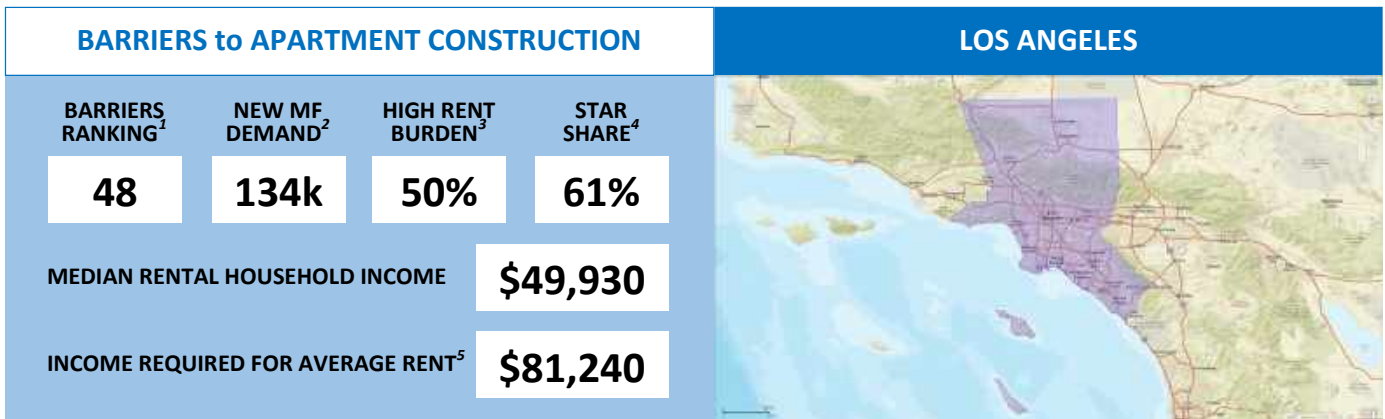 BARRIERS to APARTMENT CONSTRUCTION
LOS ANGELES
BARRIERS
RANKING1
NEW MF
DEMAND2
HIGH RENT
BURDEN3
STAR
SHARE4
48
134k
50%
61%
MEDIAN RENTAL HOUSEHOLD INCOME
$49,930
INCOME REQUIRED FOR AVERAGE RENT5
$81,240